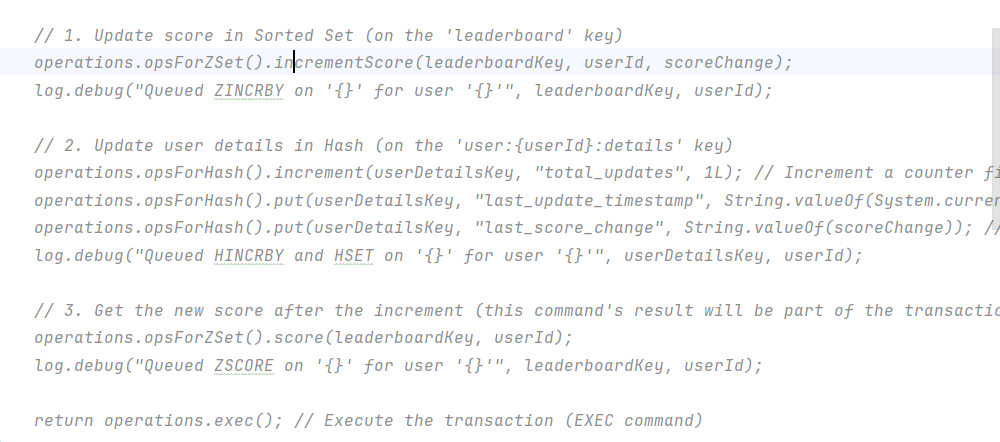 // 1. Update score in Sorted Set (on the 'leaderboard' key)
operations.opsForZSet().incrementScore(leaderboardKey, userId, scoreChange);
log.debug("Queued ZINCRBY on '{}' for user '{}'", leaderboardKey, userId);
// 2. Update user details in Hash (on the 'user:{userId}:details' key)
operations.opsForHash().increment(userDetailsKey, "total_updates", 1L); // Increment a counter fi
operations.opsForHash().put(userDetailsKey, "last_update_timestamp", String.valueOf(System.curren
operations.opsForHash().put(userDetailsKey, "last_score_change", String.valueOf(scoreChange)); //
log.debug("Queued HINCRBY and HSET on '{}' for user '{}'", userDetailsKey, userId);
// 3. Get the new score after the increment (this command's result will be part of the transactio
operations.opsForZSet().score(leaderboardKey, userId);
log.debug("Queued ZSCORE on '{}' for user '{}'", leaderboardKey, userId);
return operations.exec(); // Execute the transaction (EXEC command)